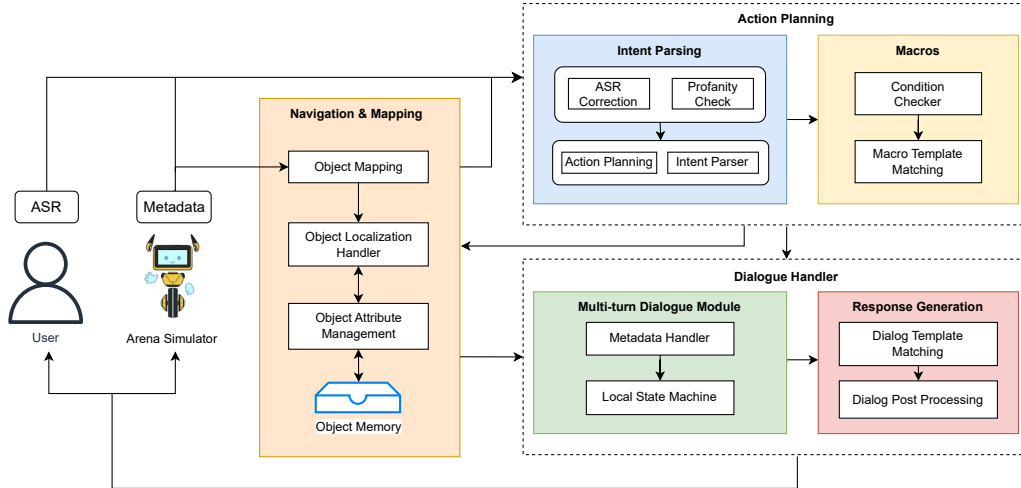 Action Planning
Intent Parsing
ASR
Correction
Profanity
Check
Action Planning
Intent Parser
Macros
Condition
Checker
Macro Template
Matching
Navigation & Mapping
Object Mapping
Object Localization
Handler
Object Attribute
Management
Object Memory
ASR
Metadata
User
Arena Simulator
Dialogue Handler
Multi-turn Dialogue Module
Metadata Handler
Local State Machine
Response Generation
Dialog Template
Matching
Dialog Post Processing